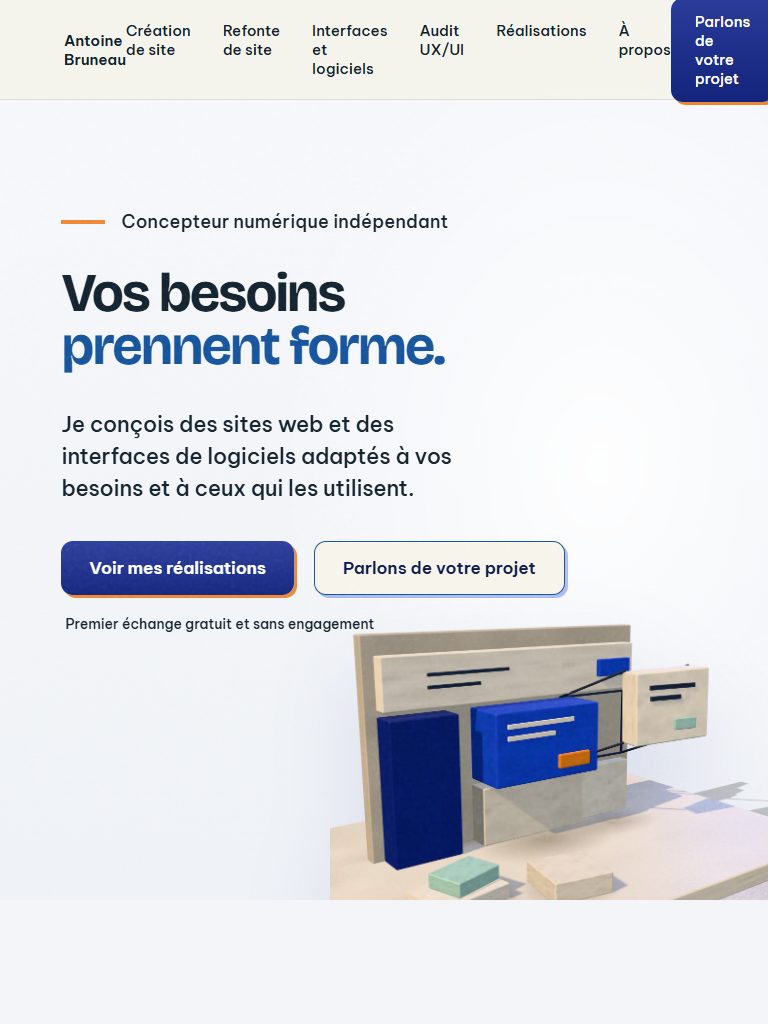 Antoine
Bruneau
Création
de site
Refonte
de site
Interfaces
et
logiciels
Audit
UX/UI
Réalisations
À
propos
Parlons
de
votre
projet
Concepteur numérique indépendant
Vos besoins
prennent forme.
Je conçois des sites web et des
interfaces de logiciels adaptés à vos
besoins et à ceux qui les utilisent.
Voir mes réalisations
Parlons de votre projet
Premier échange gratuit et sans engagement